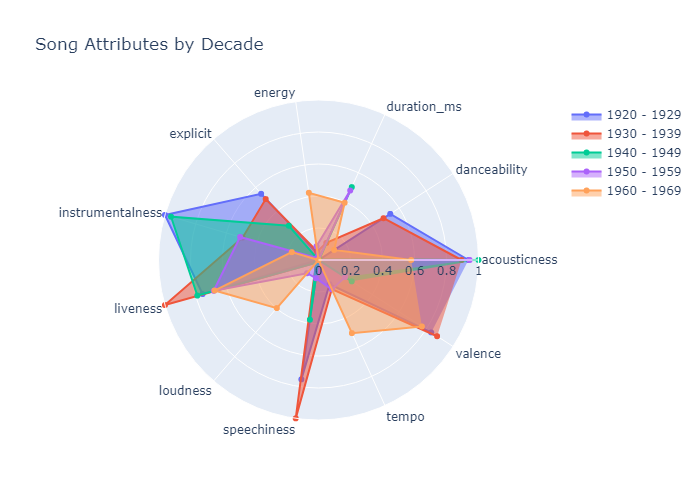 Song Attributes by Decade
energy
duration_ms
explicit
danceability
instrumentalness
0 0.2 0.4 0.6 0.8 1
acousticness
liveness
valence
loudness
tempo
speechiness
1920 - 1929
1930 - 1939
1940 - 1949
1950 - 1959
1960 - 1969